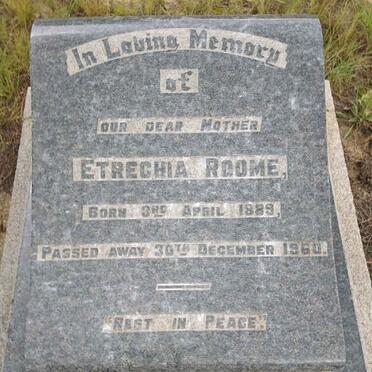 In Loving Memory
of
OUR DEAR MOTHER
ETRECHIA ROOME,
BORN 3RD APRIL 1889,
PASSED AWAY 30TH DECEMBER 1960.
"REST IN PEACE."